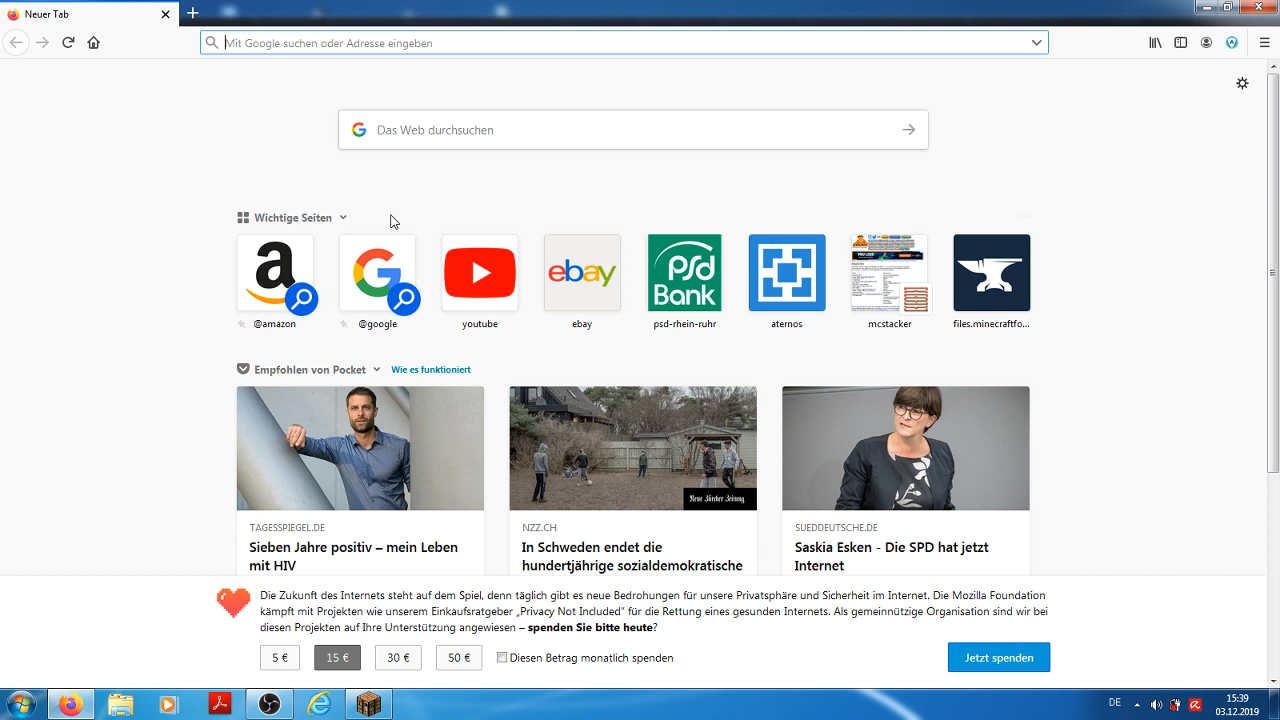 Neuer Tab
Mit Google suchen oder Adresse eingeben
Das Web durchsuchen
Wichtige Seiten
ebay
psd
Bank
@amazon
@google
youtube
ebay
psd-rhein-ruhr
aternos
mcstacker
files.minecraftfo...
Empfohlen von Pocket
Wie es funktioniert
Neue Zürcher Zeitung
TAGESSPIEGEL.DE
Sieben Jahre positiv – mein Leben
mit HIV
NZZ.CH
In Schweden endet die
hundertjährige sozialdemokratische
SUEDDEUTSCHE.DE
Saskia Esken - Die SPD hat jetzt
Internet
Die Zukunft des Internets steht auf dem Spiel, denn täglich gibt es neue Bedrohungen für unsere Privatsphäre und Sicherheit im Internet. Die Mozilla Foundation
kämpft mit Projekten wie unserem Einkaufsratgeber „Privacy Not Included“ für die Rettung eines gesunden Internets. Als gemeinnützige Organisation sind wir bei
diesen Projekten auf Ihre Unterstützung angewiesen – spenden Sie bitte heute?
5 €
15 €
30 €
50 €
Diesen Betrag monatlich spenden
Jetzt spenden
DE
15:39
03.12.2019